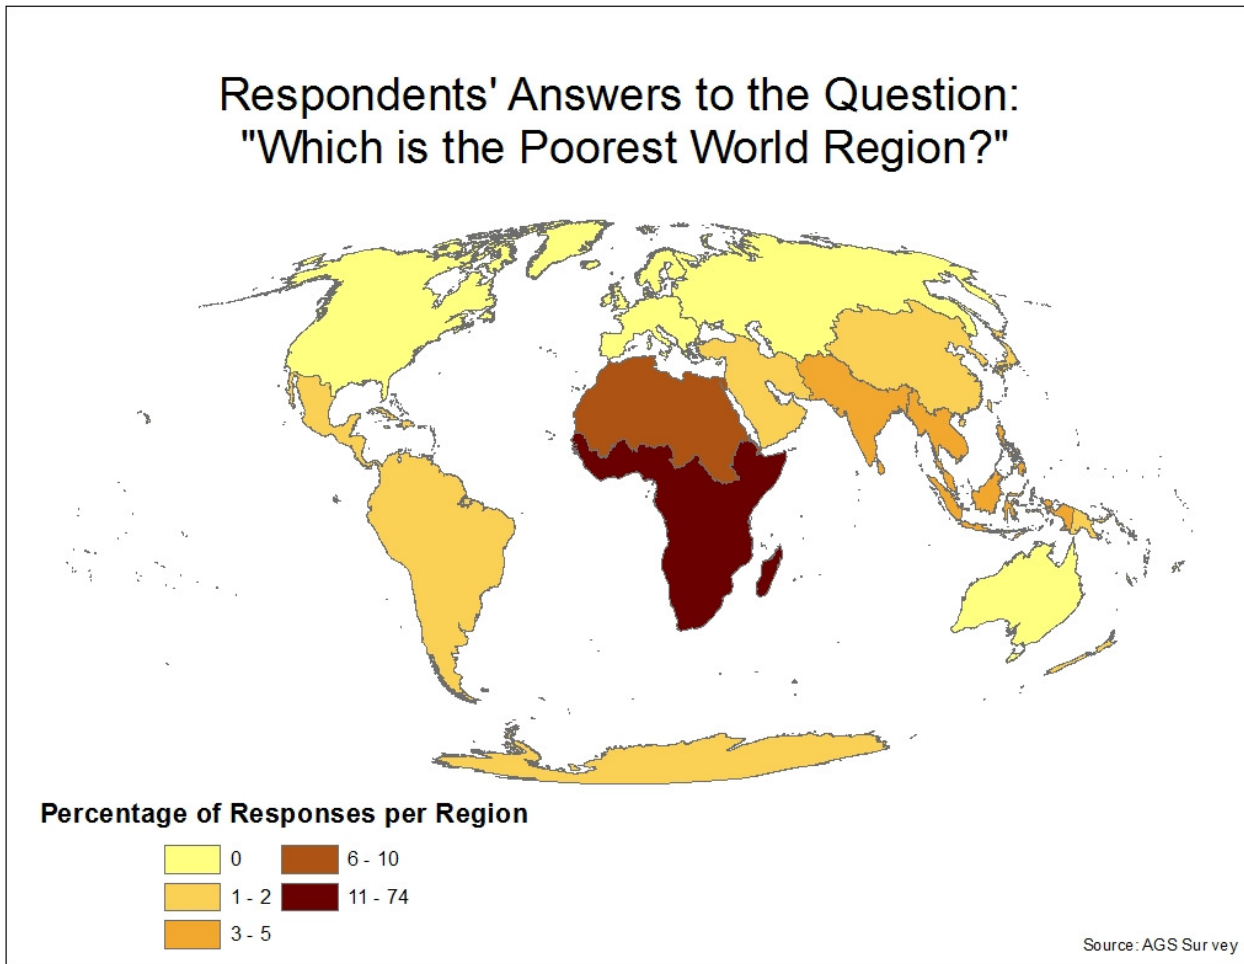 Respondents' Answers to the Question:
"Which is the Poorest World Region?"
Percentage of Responses per Region
0
6 - 10
1 - 2
11 - 74
3 - 5
Source: AGS Survey